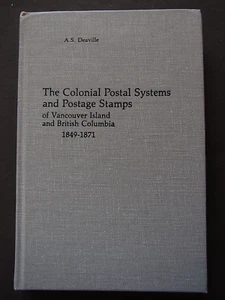 A.S. Deaville
The Colonial Postal Systems
and Postage Stamps
of Vancouver Island
and British Columbia
1849-1871